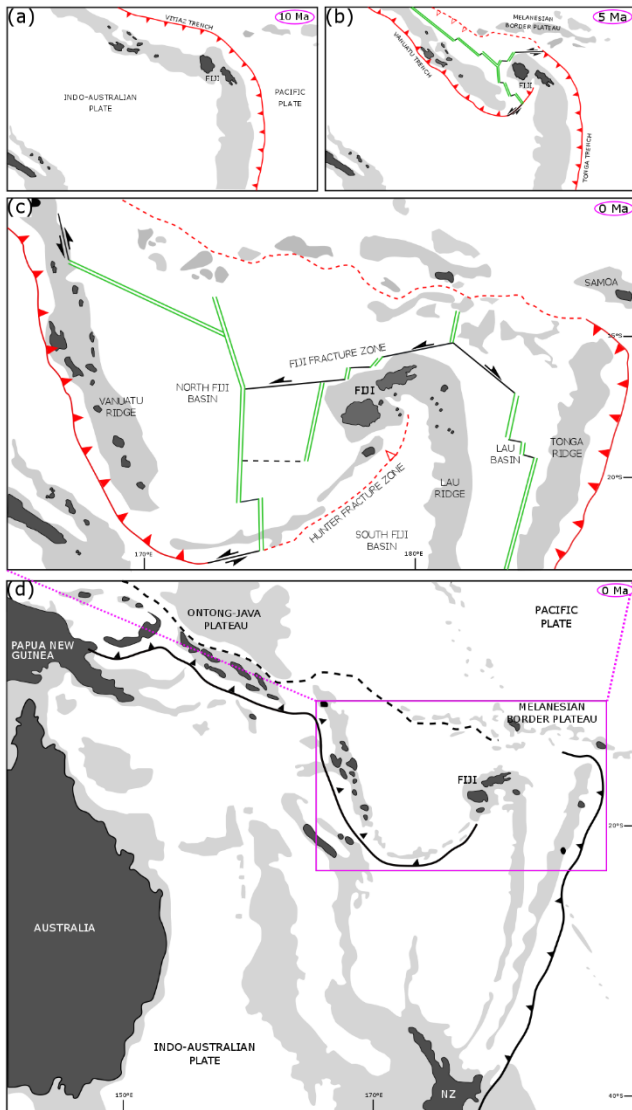 (a)
10 Ma
VITIAZ TRENCH
FIJI
INDO-AUSTRALIAN
PLATE
PACIFIC
PLATE
(b)
5 Ma
MELANESIAN
BORDER PLATEAU
VANUATU TRENCH
FIJI
TONGA TRENCH
(c)
0 Ma
SAMOA
15°S
FIJI FRACTURE ZONE
NORTH FIJI
BASIN
FIJI
VANUATU
RIDGE
LAU
BASIN
TONGA
RIDGE
LAU
RIDGE
20°S
HUNTER FRACTURE ZONE
SOUTH FIJI
BASIN
170°E
180°E
(d)
0 Ma
ONTONG-JAVA
PLATEAU
PACIFIC
PLATE
PAPUA NEW
GUINEA
MELANESIAN
BORDER PLATEAU
FIJI
20°S
AUSTRALIA
INDO-AUSTRALIAN
PLATE
NZ
150°E
170°E
40°S